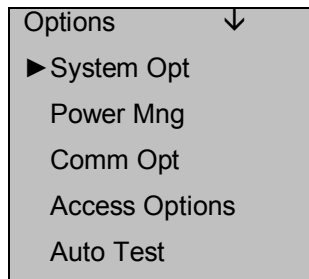 Options ↓
►System Opt
Power Mng
Comm Opt
Access Options
Auto Test